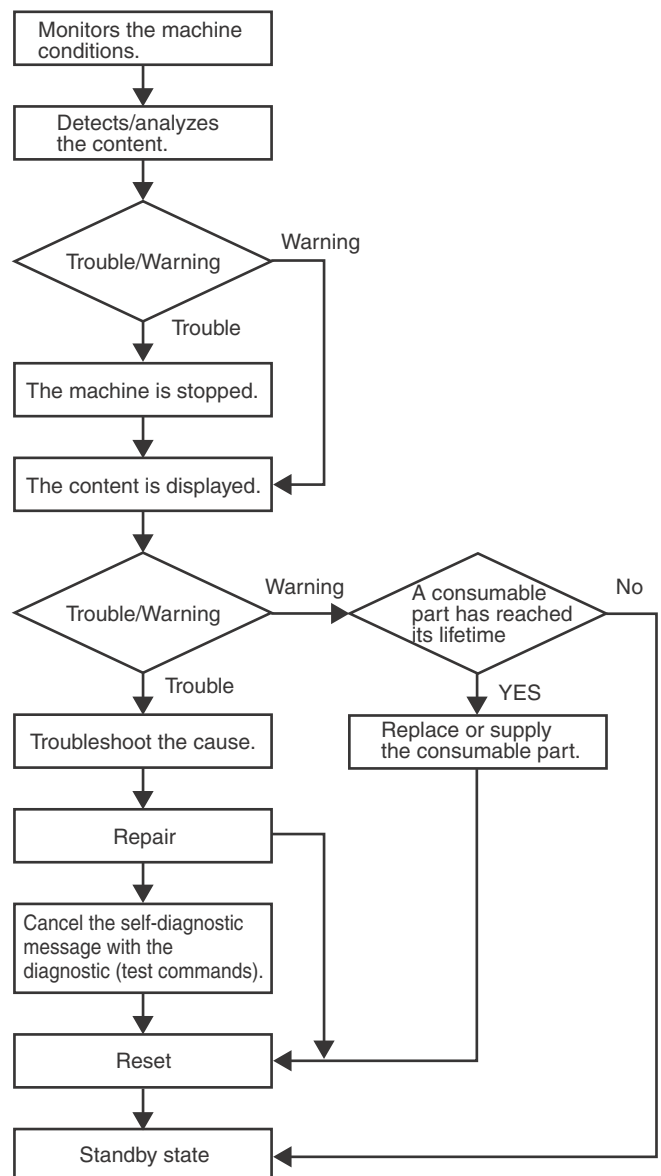 Monitors the machine
conditions.
Detects/analyzes
the content.
Trouble/Warning
Warning
Trouble
The machine is stopped.
The content is displayed.
Trouble/Warning
Warning
A consumable
part has reached
its lifetime
No
Trouble
YES
Troubleshoot the cause.
Replace or supply
the consumable part.
Repair
Cancel the self-diagnostic
message with the
diagnostic (test commands).
Reset
Standby state